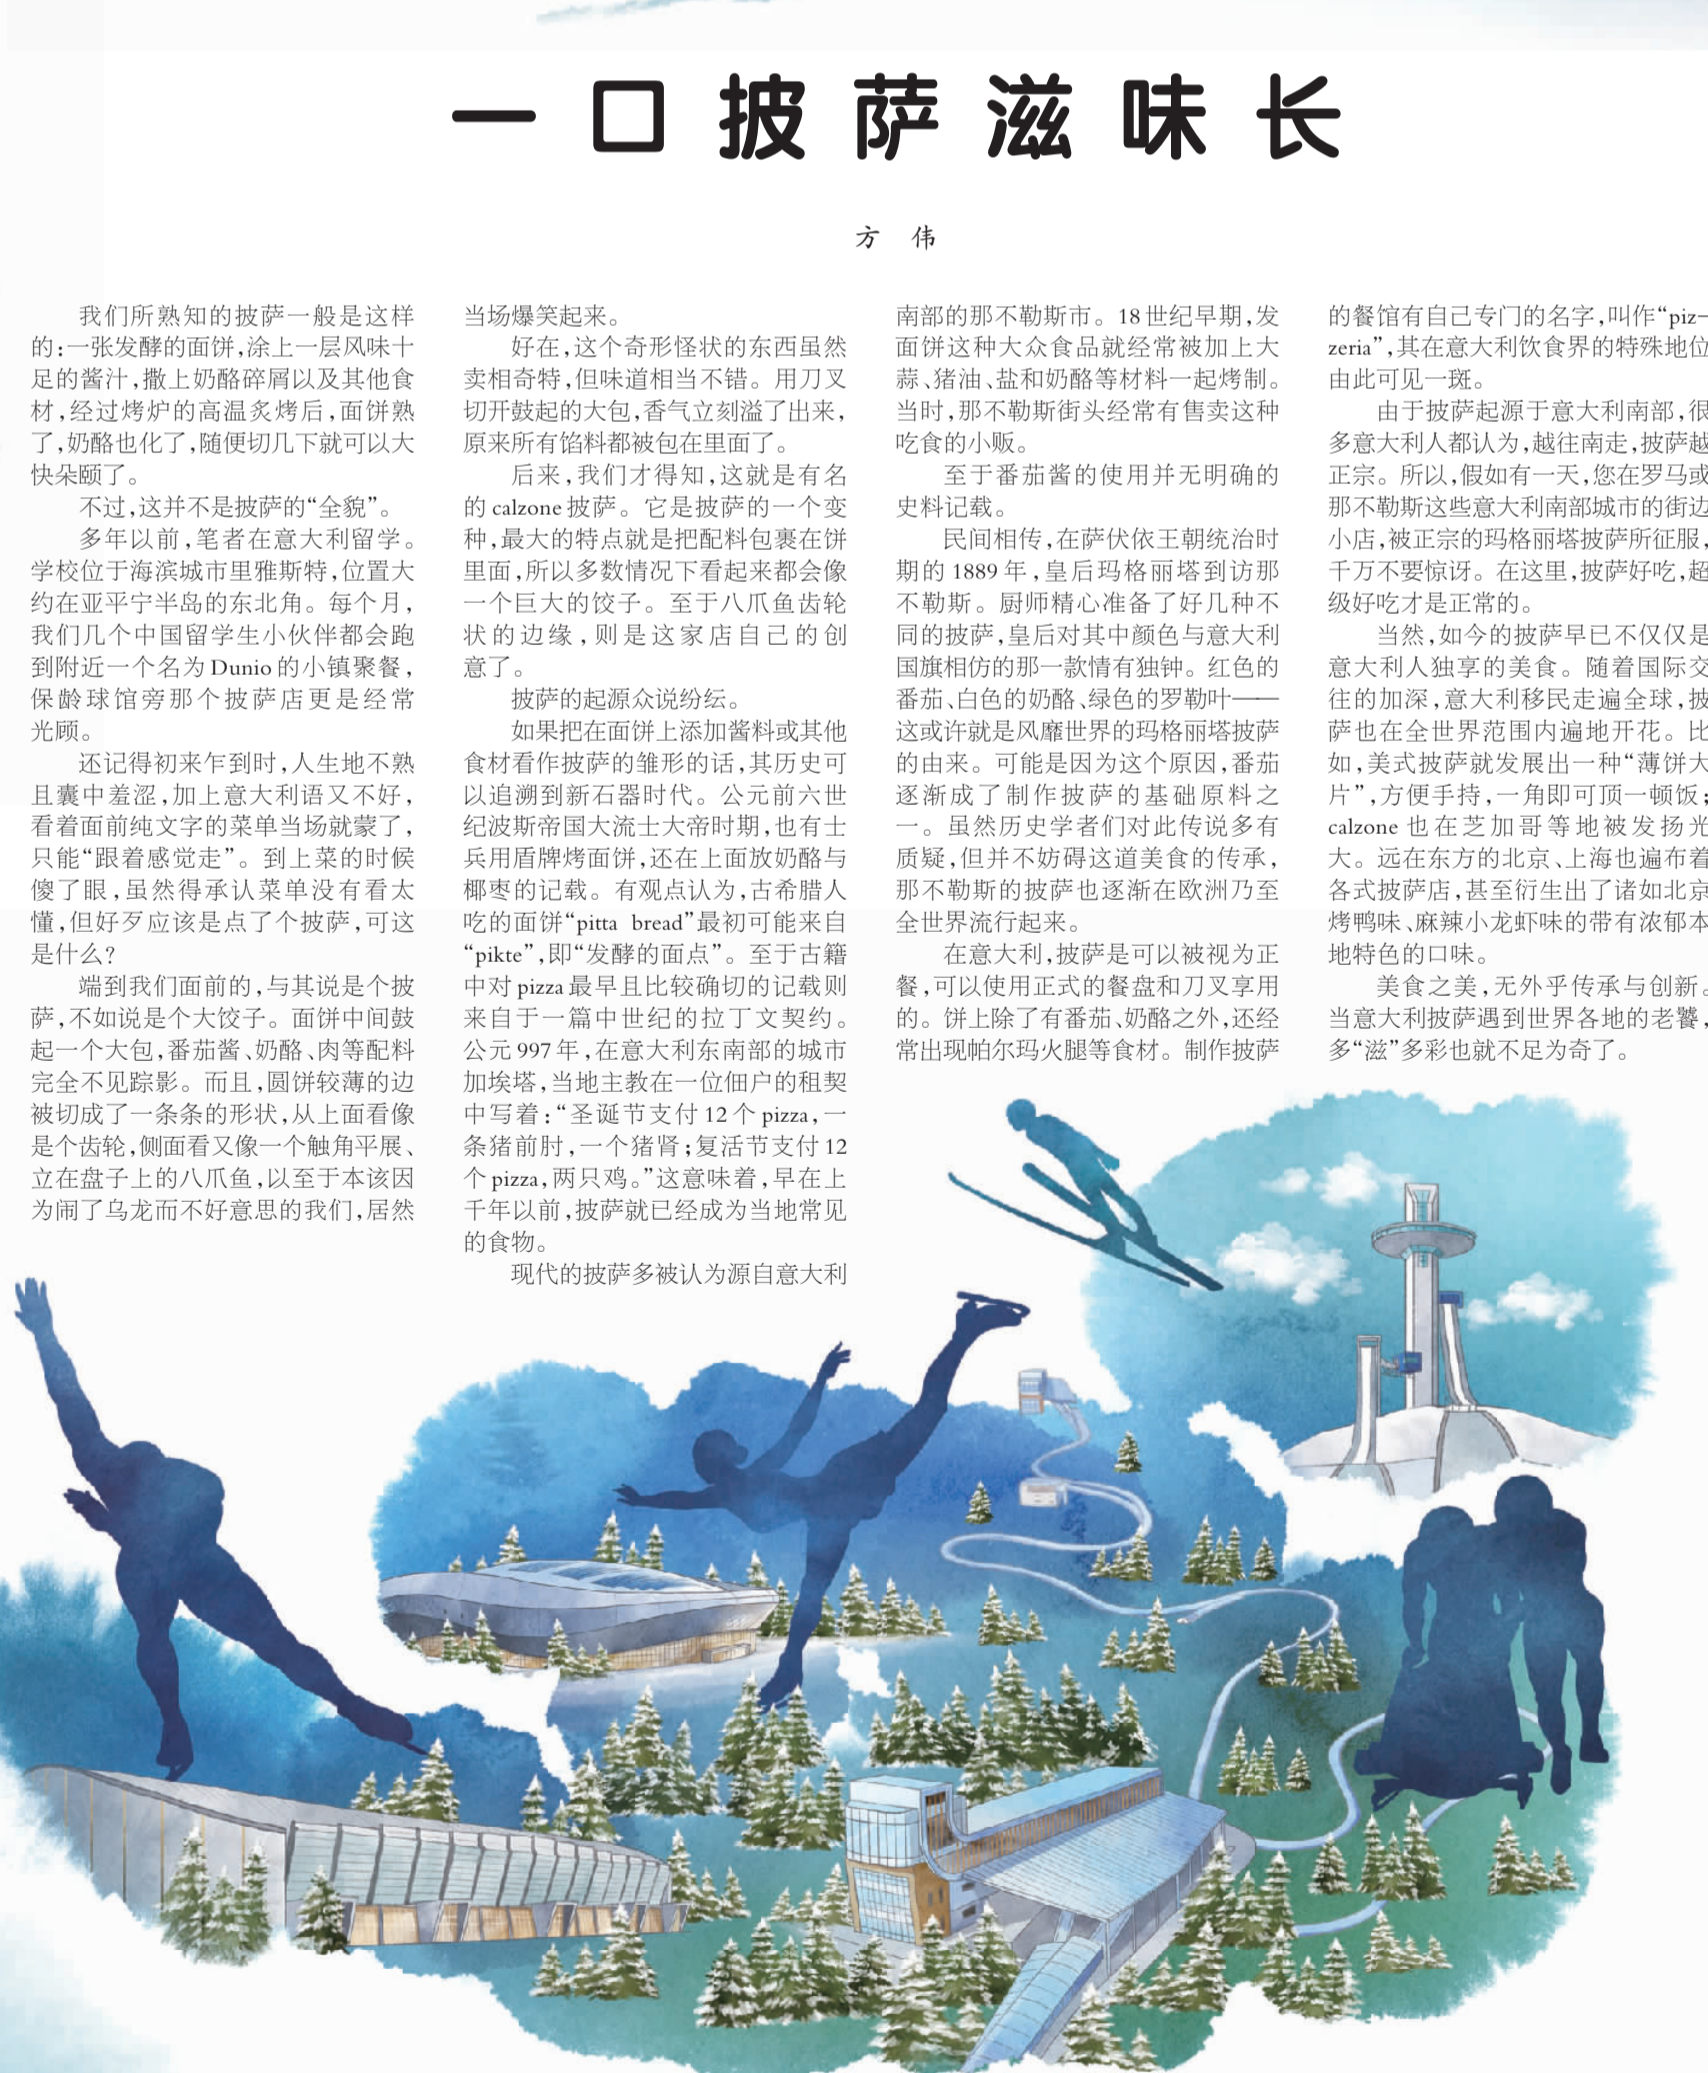 一口披萨滋味长
方 伟
我们所熟知的披萨一般是这样
的：一张发酵的面饼，涂上一层风味十
足的酱汁，撒上奶酪碎屑以及其他食
材，经过烤炉的高温炙烤后，面饼熟
了，奶酪也化了，随便切几下就可以大
快朵颐了。
不过，这并不是披萨的“全貌”。
多年以前，笔者在意大利留学。
学校位于海滨城市里雅斯特，位置大
约在亚平宁半岛的东北角。每个月，
我们几个中国留学生小伙伴都会跑
到附近一个名为 Dunio 的小镇聚餐，
保龄球馆旁那个披萨店更是经常
光顾。
还记得初来乍到时，人生地不熟
且囊中羞涩，加上意大利语又不好，
看着面前纯文字的菜单当场就蒙了，
只能“跟着感觉走”。到上菜的时候
傻了眼，虽然得承认菜单没有看太
懂，但好歹应该是点了个披萨，可这
是什么？
端到我们面前的，与其说是个披
萨，不如说是个大饺子。面饼中间鼓
起一个大包，番茄酱、奶酪、肉等配料
完全不见踪影。而且，圆饼较薄的边
被切成了一条条的形状，从上面看像
是个齿轮，侧面看又像一个触角平展、
立在盘子上的八爪鱼，以至于本该因
为闹了乌龙而不好意思的我们，居然
当场爆笑起来。
好在，这个奇形怪状的东西虽然
卖相奇特，但味道相当不错。用刀叉
切开鼓起的大包，香气立刻溢了出来，
原来所有馅料都被包在里面了。
后来，我们才得知，这就是有名
的 calzone 披萨。它是披萨的一个变
种，最大的特点就是把配料包裹在饼
里面，所以多数情况下看起来都会像
一个巨大的饺子。至于八爪鱼齿轮
状的边缘，则是这家店自己的创
意了。
披萨的起源众说纷纭。
如果把在面饼上添加酱料或其他
食材看作披萨的雏形的话，其历史可
以追溯到新石器时代。公元前六世
纪波斯帝国大流士大帝时期，也有士
兵用盾牌烤面饼，还在上面放奶酪与
椰枣的记载。有观点认为，古希腊人
吃的面饼“pitta bread”最初可能来自
“pikte”，即“发酵的面点”。至于古籍
中对 pizza 最早且比较确切的记载则
来自于一篇中世纪的拉丁文契约。
公元 997 年，在意大利东南部的城市
加埃塔，当地主教在一位佃户的租契
中写着：“圣诞节支付 12 个 pizza，一
条猪前肘，一个猪肾；复活节支付 12
个 pizza，两只鸡。”这意味着，早在上
千年以前，披萨就已经成为当地常见
的食物。
现代的披萨多被认为源自意大利
南部的那不勒斯市。18 世纪早期，发
面饼这种大众食品就经常被加上大
蒜、猪油、盐和奶酪等材料一起烤制。
当时，那不勒斯街头经常有售卖这种
吃食的小贩。
至于番茄酱的使用并无明确的
史料记载。
民间相传，在萨伏依王朝统治时
期的 1889 年，皇后玛格丽塔到访那
不勒斯。厨师精心准备了好几种不
同的披萨，皇后对其中颜色与意大利
国旗相仿的那一款情有独钟。红色的
番茄、白色的奶酪、绿色的罗勒叶——
这或许就是风靡世界的玛格丽塔披萨
的由来。可能是因为这个原因，番茄
逐渐成了制作披萨的基础原料之
一。虽然历史学者们对此传说多有
质疑，但并不妨碍这道美食的传承，
那不勒斯的披萨也逐渐在欧洲乃至
全世界流行起来。
在意大利，披萨是可以被视为正
餐，可以使用正式的餐盘和刀叉享用
的。饼上除了有番茄、奶酪之外，还经
常出现帕尔玛火腿等食材。制作披萨
的餐馆有自己专门的名字，叫作“piz-
zeria”，其在意大利饮食界的特殊地位
由此可见一斑。
由于披萨起源于意大利南部，很
多意大利人都认为，越往南走，披萨越
正宗。所以，假如有一天，您在罗马或
那不勒斯这些意大利南部城市的街边
小店，被正宗的玛格丽塔披萨所征服，
千万不要惊讶。在这里，披萨好吃，超
级好吃才是正常的。
当然，如今的披萨早已不仅仅是
意大利人独享的美食。随着国际交
往的加深，意大利移民走遍全球，披
萨也在全世界范围内遍地开花。比
如，美式披萨就发展出一种“薄饼大
片”，方便手持，一角即可顶一顿饭；
calzone 也在芝加哥等地被发扬光
大。远在东方的北京、上海也遍布着
各式披萨店，甚至衍生出了诸如北京
烤鸭味、麻辣小龙虾味的带有浓郁本
地特色的口味。
美食之美，无外乎传承与创新。
当意大利披萨遇到世界各地的老饕，
多“滋”多彩也就不足为奇了。